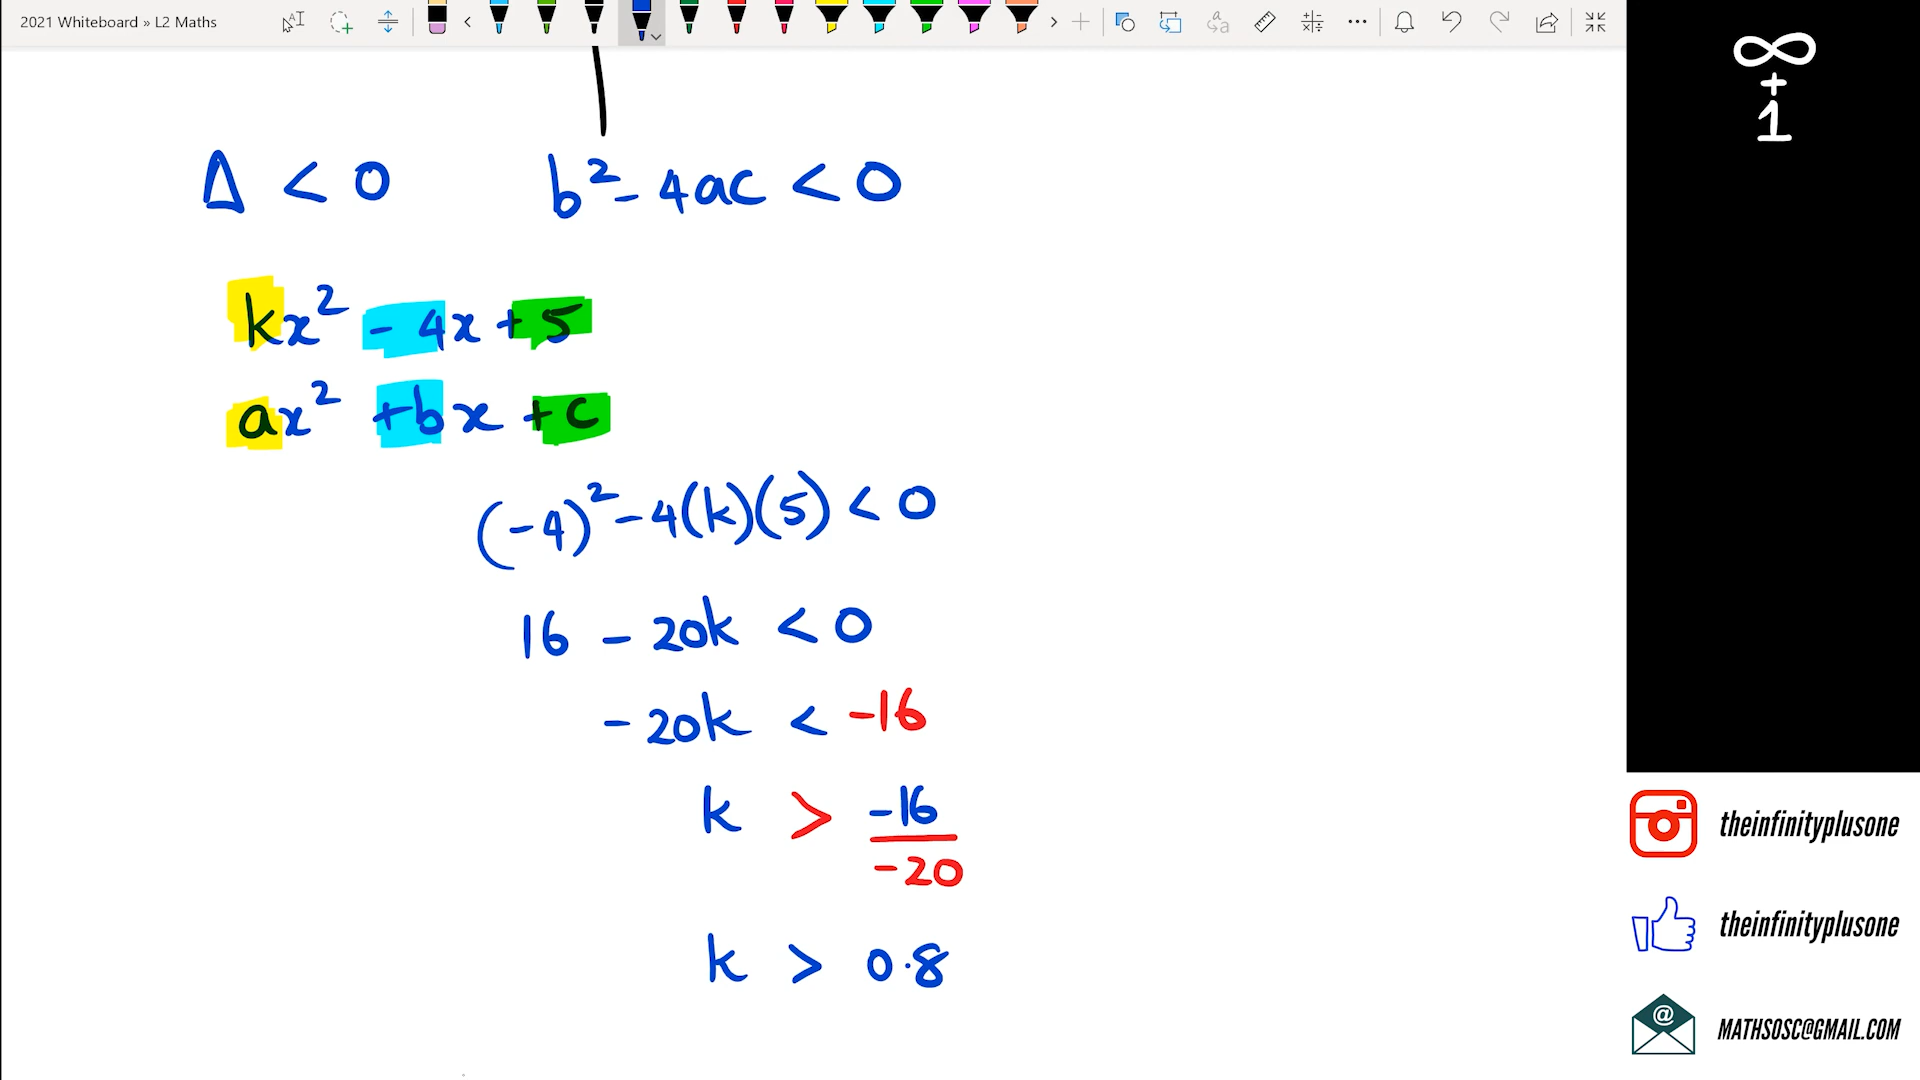 2021 Whiteboard » L2 Maths
∞
+
1
Δ < 0 b² - 4ac < 0
kx² - 4x + 5
ax² + bx + c
(-4)² - 4(k)(5) < 0
16 - 20k < 0
- 20k < -16
k > -16/-20
k > 0.8
theinfinityplusone
theinfinityplusone
MATHSOSC@GMAIL.COM